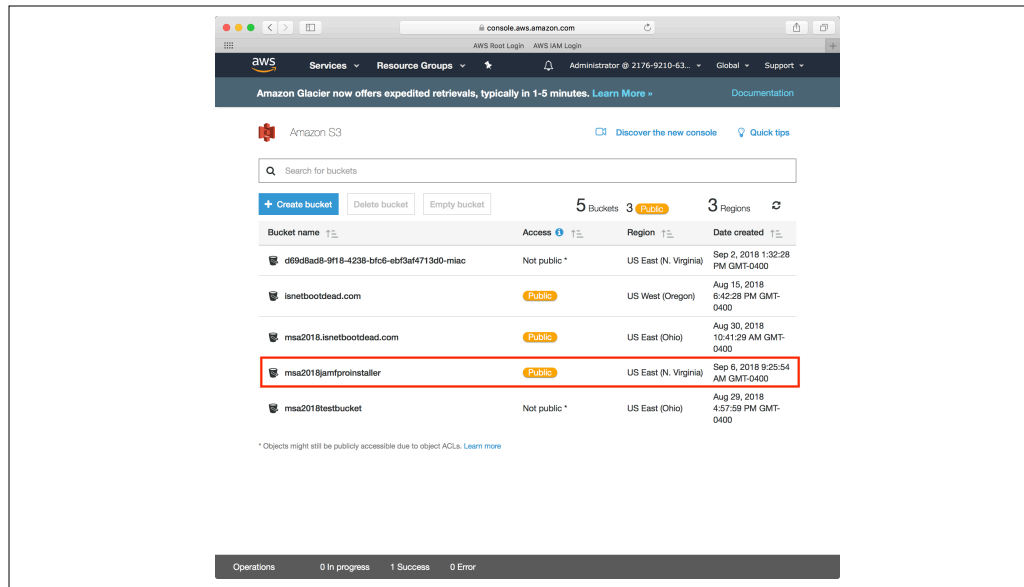 console.aws.amazon.com
AWS Root Login AWS IAM Login
aws Services Resource Groups Administrator @ 2176-9210-63... Global Support
Amazon Glacier now offers expedited retrievals, typically in 1-5 minutes. Learn More » Documentation
Amazon S3 Discover the new console Quick tips
Search for buckets
+ Create bucket Delete bucket Empty bucket 5 Buckets 3 Public 3 Regions
Bucket name Access Region Date created
d69d8ad8-9f18-4238-bfc6-ebf3af4713d0-miac Not public * US East (N. Virginia) Sep 2, 2018 1:32:28
PM GMT-0400
isnetbootdead.com Public US West (Oregon) Aug 15, 2018
6:42:28 PM GMT-
0400
msa2018.isnetbootdead.com Public US East (Ohio) Aug 30, 2018
10:41:29 AM GMT-
0400
msa2018jamfproinstaller Public US East (N. Virginia) Sep 6, 2018 9:25:54
AM GMT-0400
msa2018testbucket Not public * US East (Ohio) Aug 29, 2018
4:57:59 PM GMT-
0400
* Objects might still be publicly accessible due to object ACLs. Learn more
Operations 0 In progress 1 Success 0 Error